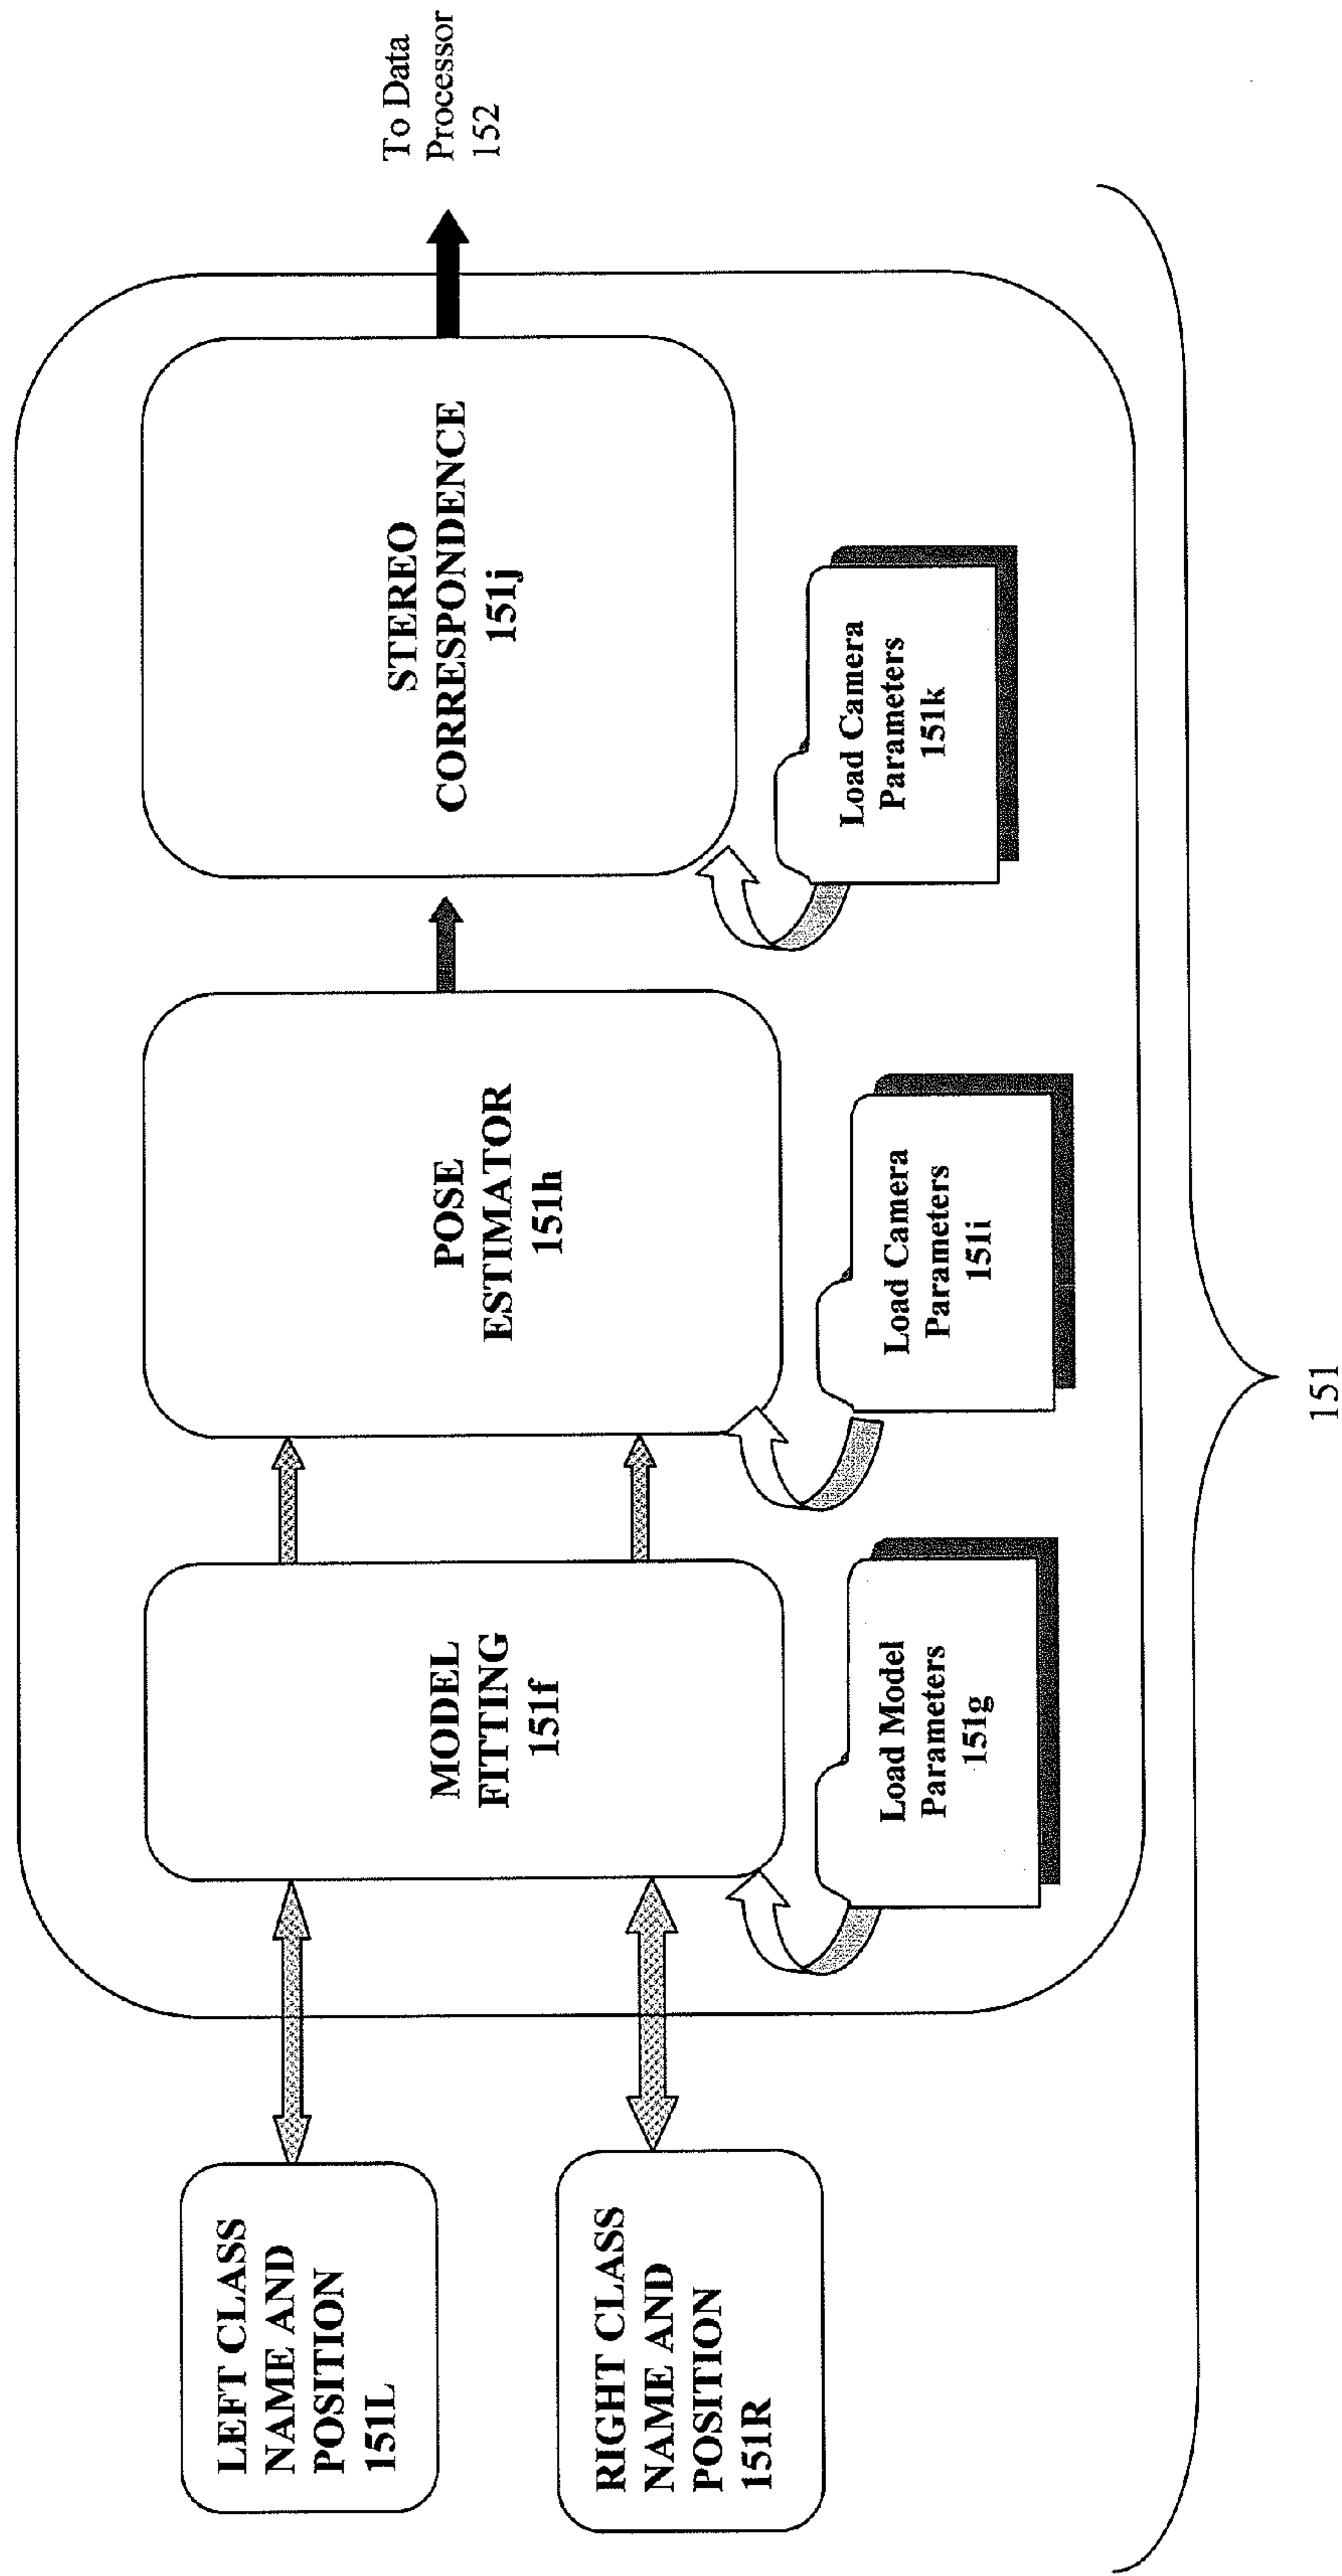 LEFT CLASS
NAME AND
POSITION
151L
RIGHT CLASS
NAME AND
POSITION
151R
MODEL
FITTING
151f
Load Model
Parameters
151g
POSE
ESTIMATOR
151h
Load Camera
Parameters
151i
STEREO
CORRESPONDENCE
151j
Load Camera
Parameters
151k
To Data
Processor
152
151